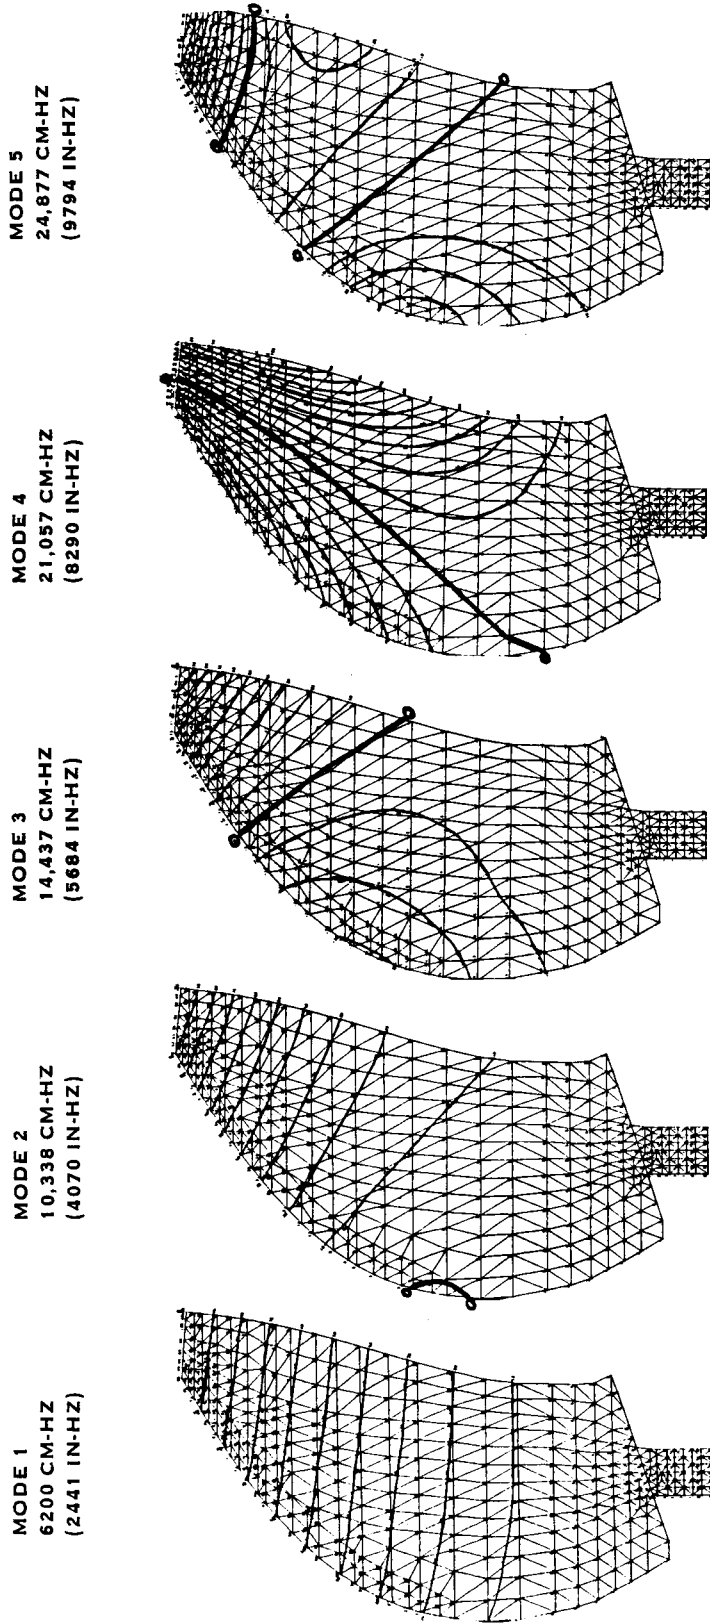 MODE 1
6200 CM-HZ
(2441 IN-HZ)
MODE 2
10,338 CM-HZ
(4070 IN-HZ)
MODE 3
14,437 CM-HZ
(5684 IN-HZ)
MODE 4
21,057 CM-HZ
(8290 IN-HZ)
MODE 5
24,877 CM-HZ
(9794 IN-HZ)